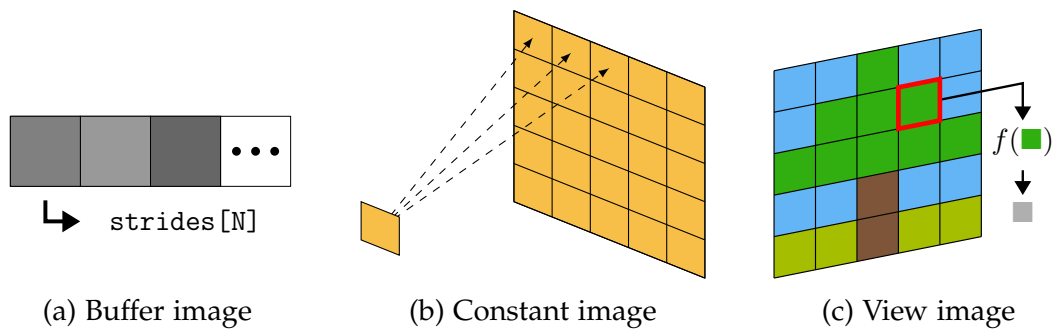 f( )
strides[N]
(a) Buffer image
(b) Constant image
(c) View image